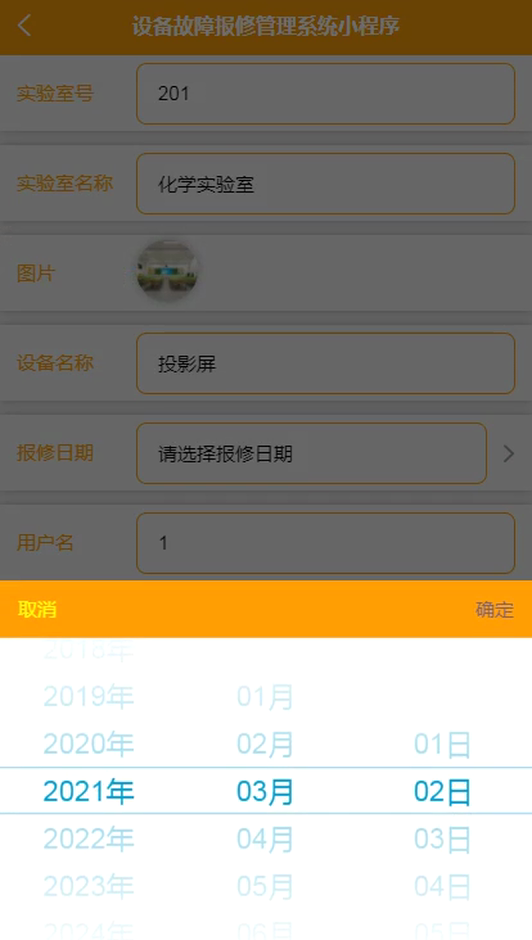 设备故障报修管理系统小程序
实验室号 201
实验室名称 化学实验室
图片
设备名称 投影屏
报修日期 请选择报修日期
用户名 1
取消 确定
2018年
2019年 01月
2020年 02月 01日
2021年 03月 02日
2022年 04月 03日
2023年 05月 04日
2024年 06月 05日